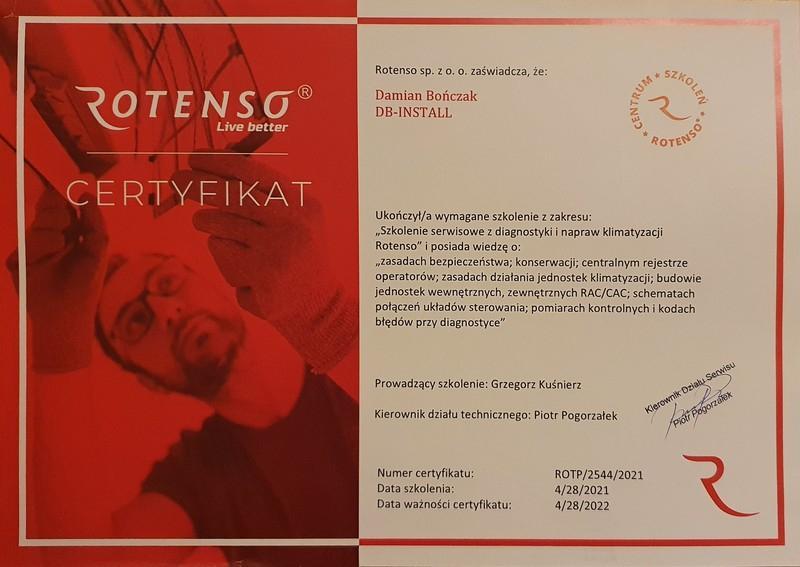 ROTENSO®
Live better
CERTYFIKAT
Rotenso sp. z o. o. zaświadcza, że:
Damian Bończak
DB-INSTALL
CENTRUM ★ SZKOLEŃ ★ ROTENSO® ★
Ukończył/a wymagane szkolenie z zakresu:
„Szkolenie serwisowe z diagnostyki i napraw klimatyzacji
Rotenso” i posiada wiedzę o:
„zasadach bezpieczeństwa; konserwacji; centralnym rejestrze
operatorów; zasadach działania jednostek klimatyzacji; budowie
jednostek wewnętrznych, zewnętrznych RAC/CAC; schematach
połączeń układów sterowania; pomiarach kontrolnych i kodach
błędów przy diagnostyce”
Prowadzący szkolenie: Grzegorz Kuśnierz
Kierownik działu technicznego: Piotr Pogorzałek
Kierownik Działu Serwisu
Piotr Pogorzałek
Numer certyfikatu: ROTP/2544/2021
Data szkolenia: 4/28/2021
Data ważności certyfikatu: 4/28/2022